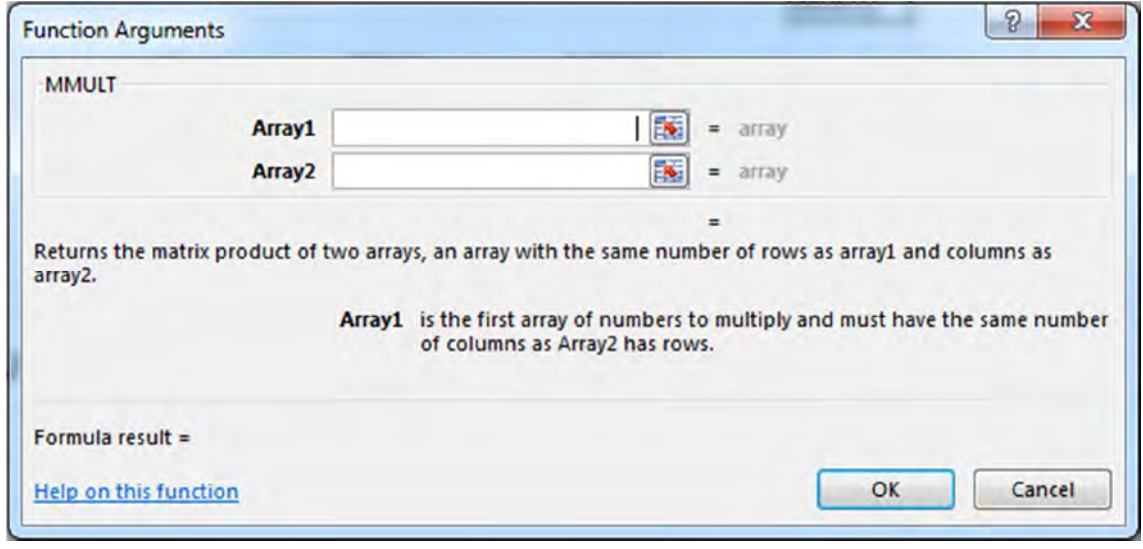 Function Arguments
?
MMULT
Array1 = array
Array2 = array
=
Returns the matrix product of two arrays, an array with the same number of rows as array1 and columns as
array2.
Array1 is the first array of numbers to multiply and must have the same number
of columns as Array2 has rows.
Formula result =
Help on this function
OK
Cancel